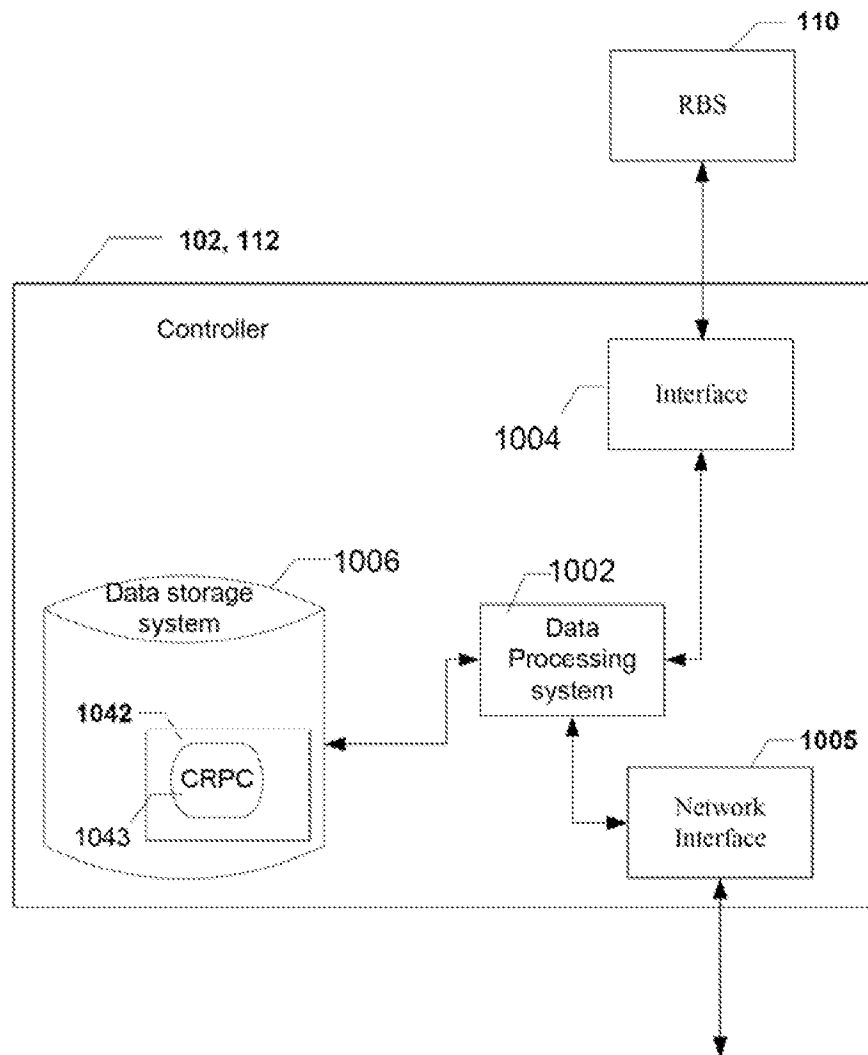 110
RBS
102, 112
Controller
Interface
1004
1006
Data storage
system
1002
Data
Processing
system
1042
CRPC
1043
1005
Network
Interface